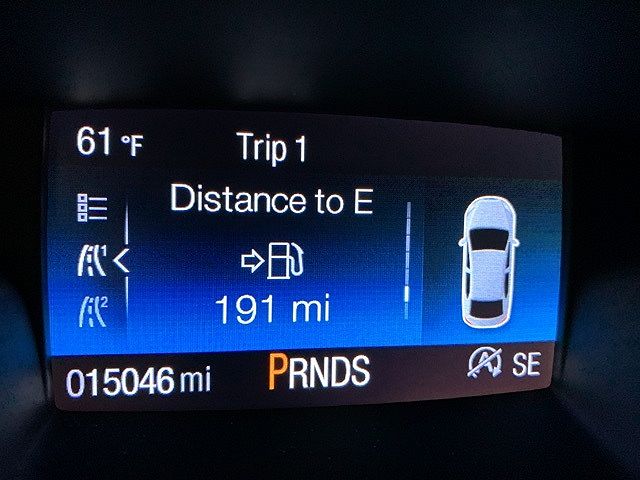 61 °F Trip 1
Distance to E
1
2
191 mi
015046 mi PRNDS A SE